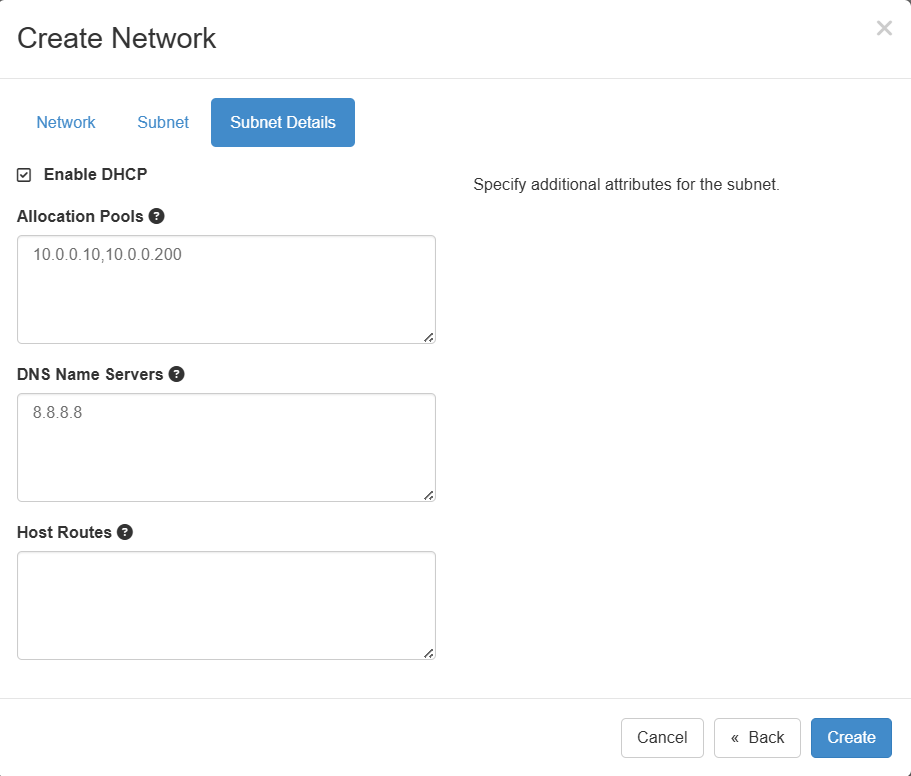 Create Network
×
Network Subnet Subnet Details
Enable DHCP
Specify additional attributes for the subnet.
Allocation Pools ?
10.0.0.10,10.0.0.200
DNS Name Servers ?
8.8.8.8
Host Routes ?
Cancel « Back Create